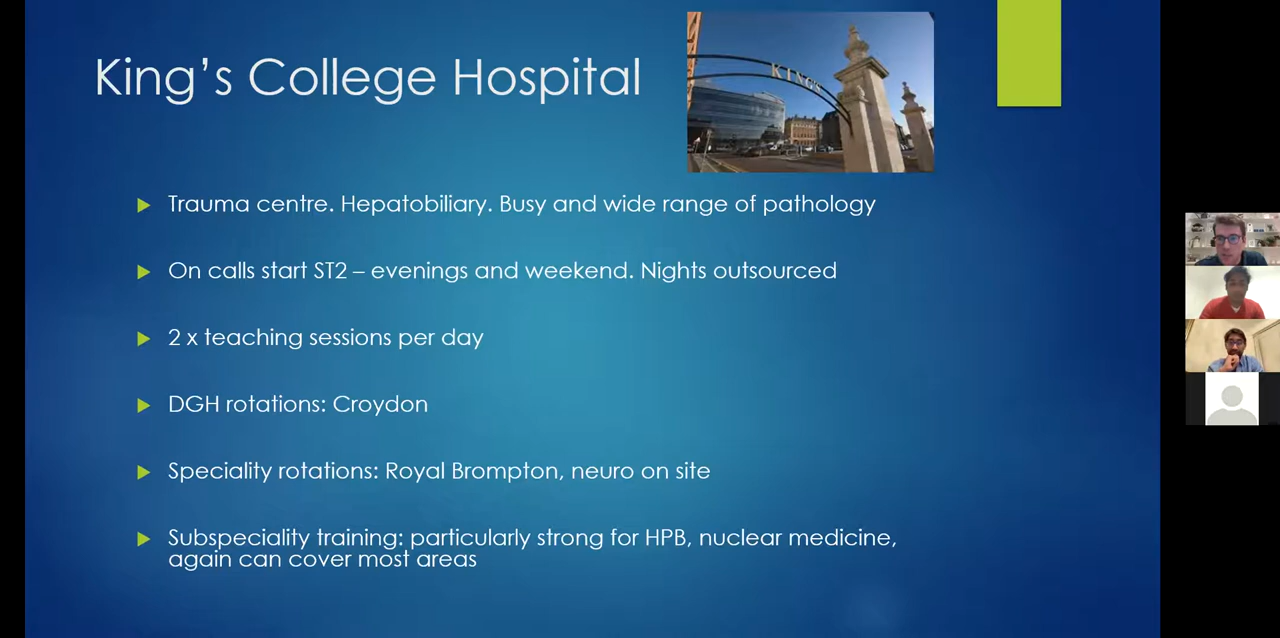 King's College Hospital
KING'S
Trauma centre. Hepatobiliary. Busy and wide range of pathology
On calls start ST2 – evenings and weekend. Nights outsourced
2 x teaching sessions per day
DGH rotations: Croydon
Speciality rotations: Royal Brompton, neuro on site
Subspeciality training: particularly strong for HPB, nuclear medicine,
again can cover most areas